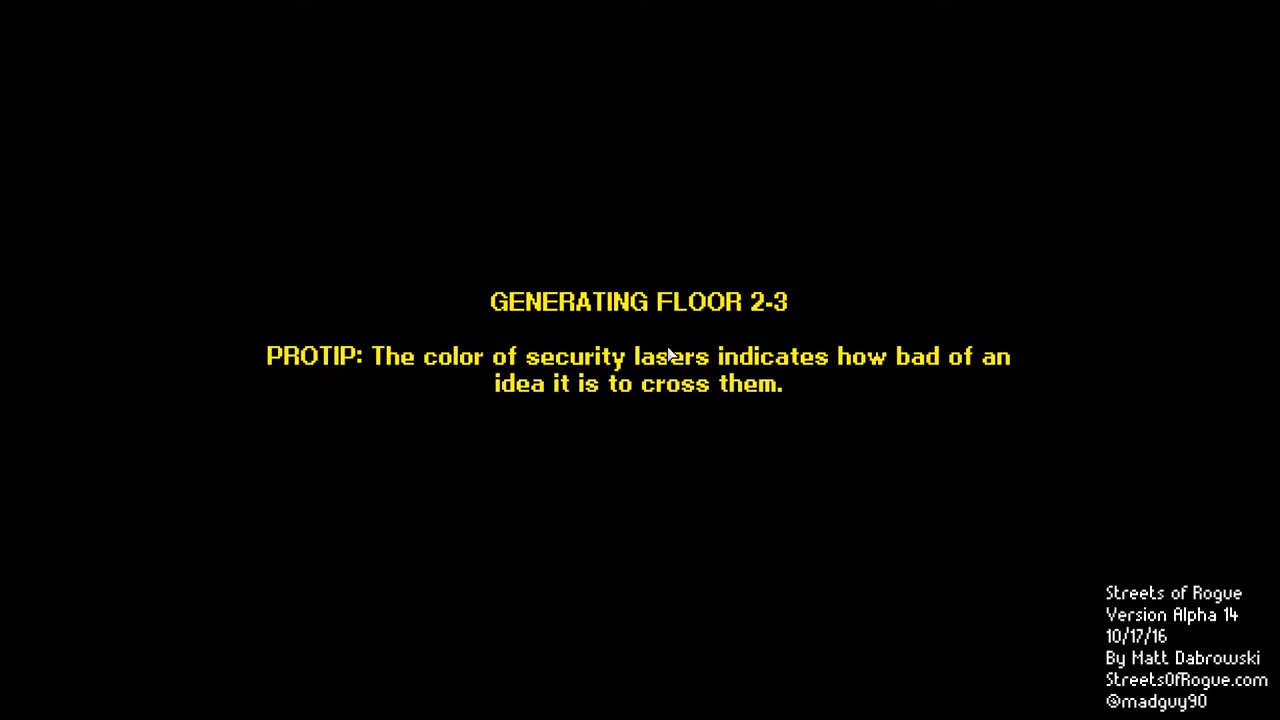 GENERATING FLOOR 2-3
PROTIP: The color of security lasers indicates how bad of an
idea it is to cross them.
Streets of Rogue
Version Alpha 14
10/17/16
By Matt Dabrowski
StreetsOfRogue.com
@madguy90